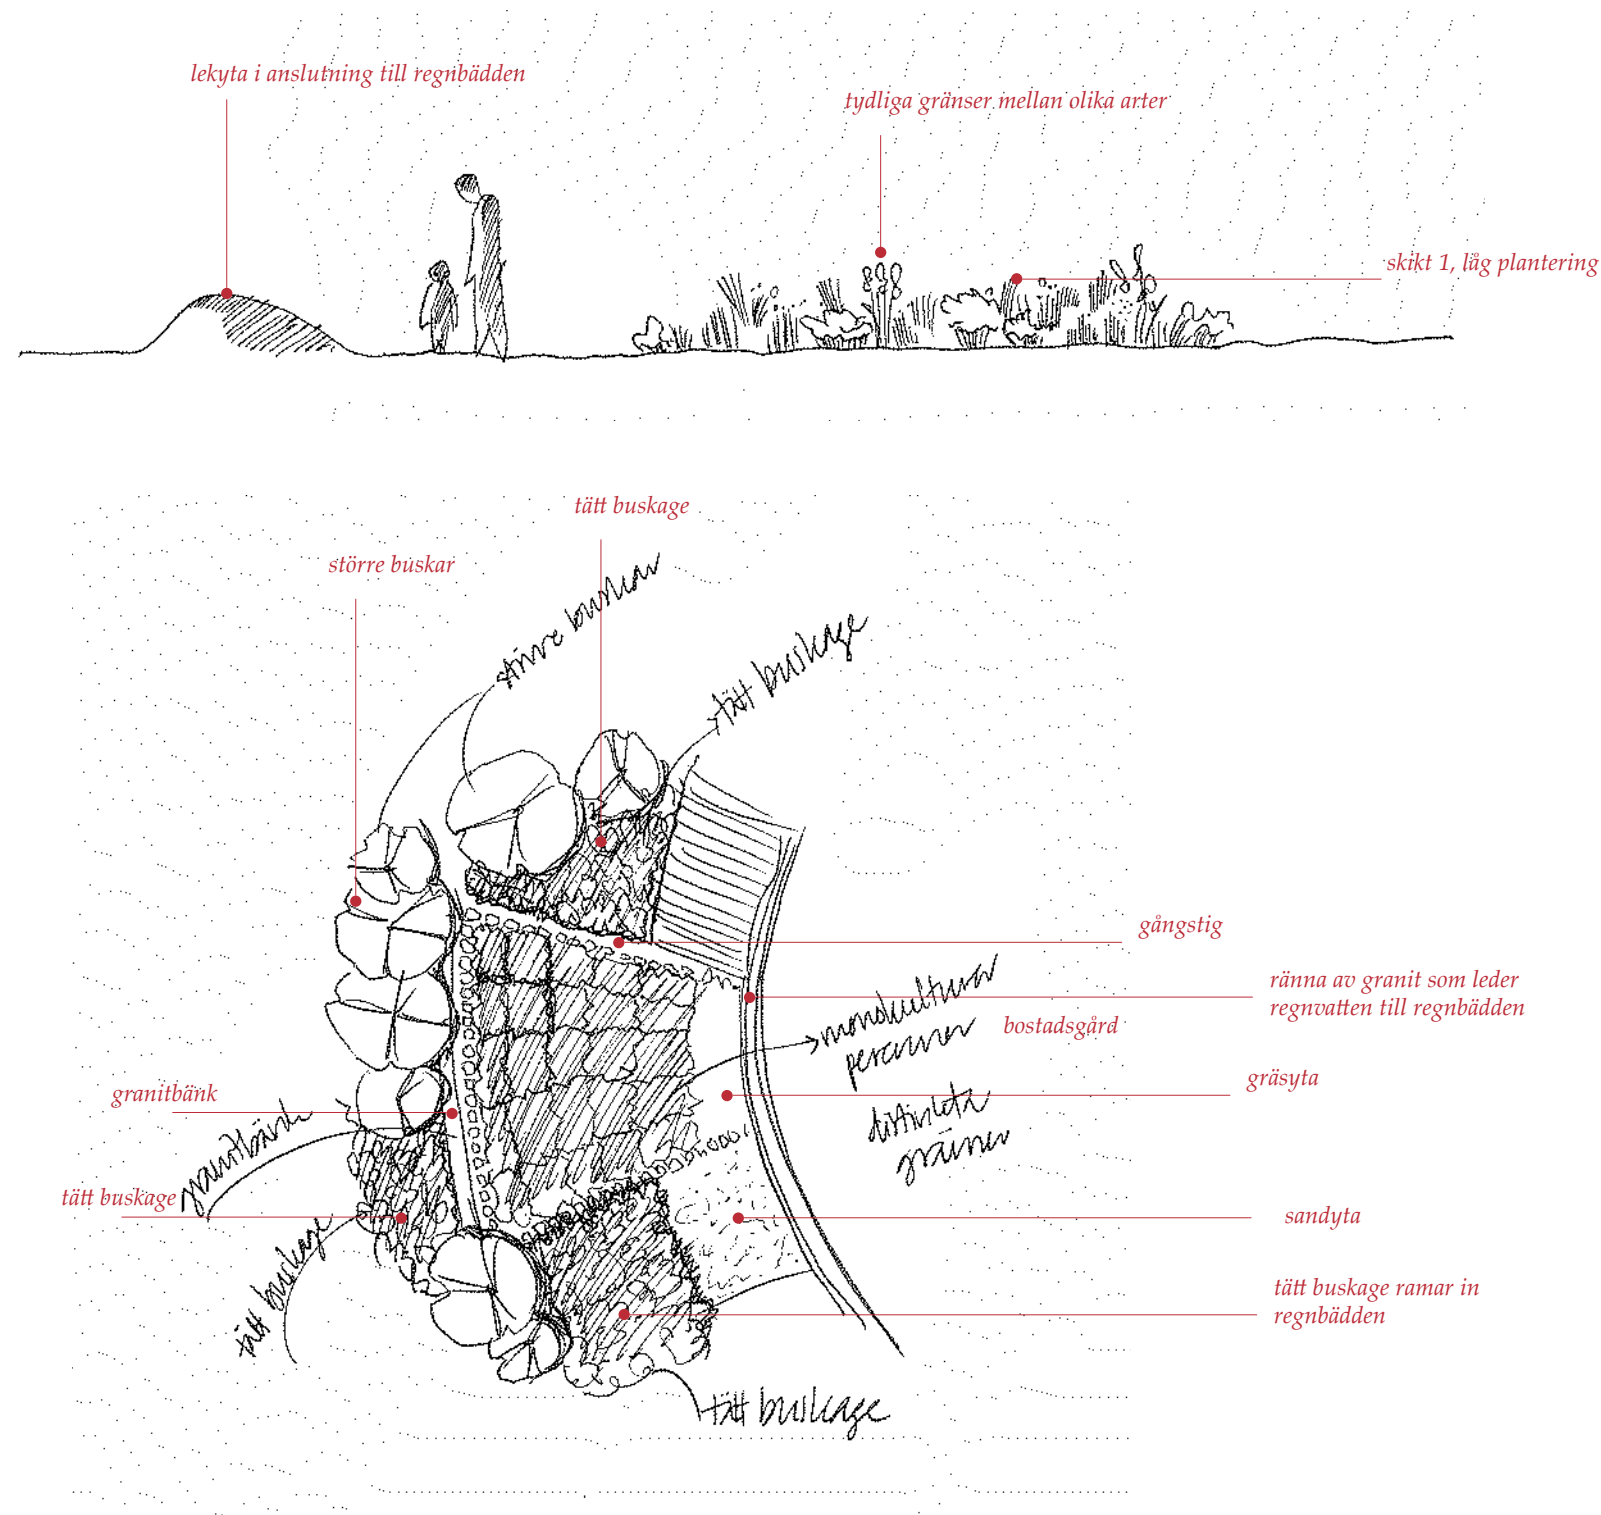 lekyta i anslutning till regnbädden
tydliga gränser mellan olika arter
skikt 1, låg plantering
tätt buskage
större buskar
större buskar
tätt buskage
gångstig
ränna av granit som leder
regnvatten till regnbädden
monokulturer
perenner
bostadsgård
gräsyta
granitbänk
granitbänk
distinkta
gränser
tätt buskage
sandyta
tätt buskage
tätt buskage ramar in
regnbädden
tätt buskage